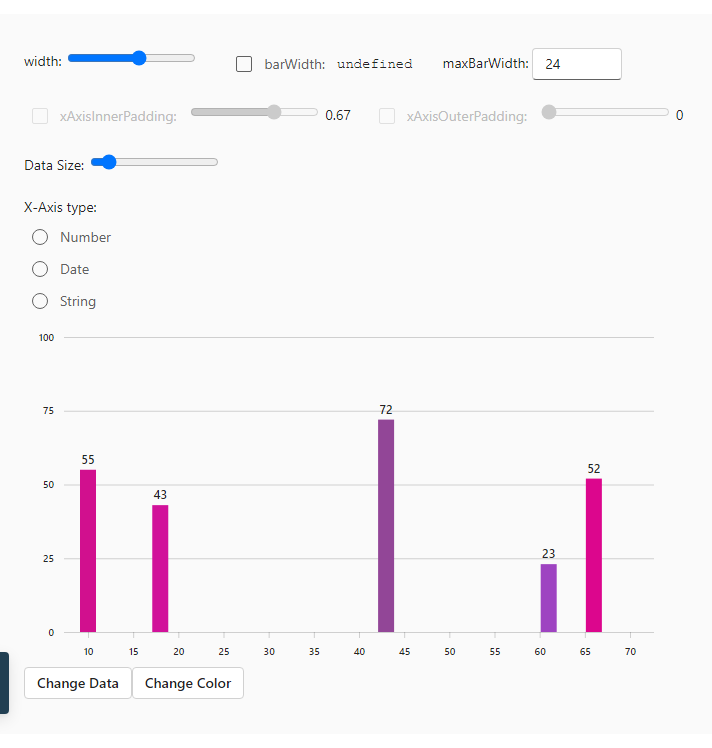 width: barWidth: undefined maxBarWidth: 24
xAxisInnerPadding: 0.67 xAxisOuterPadding: 0
Data Size:
X-Axis type:
Number
Date
String
100
75
50
25
0
55
43
72
23
52
10 15 20 25 30 35 40 45 50 55 60 65 70
Change Data Change Color